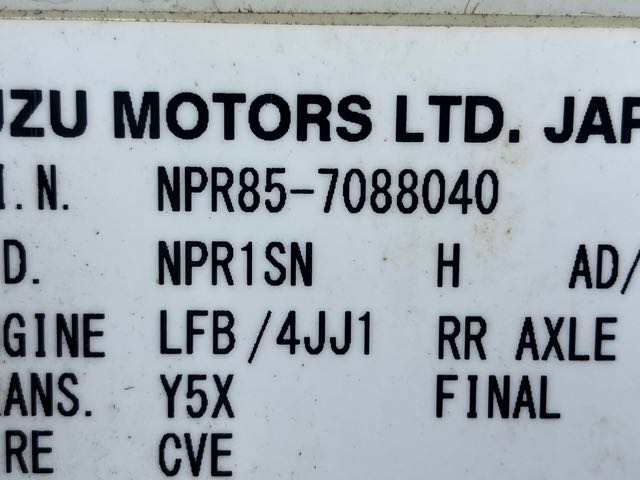 UZU MOTORS LTD. JAP
I.N. NPR85-7088040
D. NPR1SN H AD/
GINE LFB/4JJ1 RR AXLE
ANS. Y5X FINAL
RE CVE